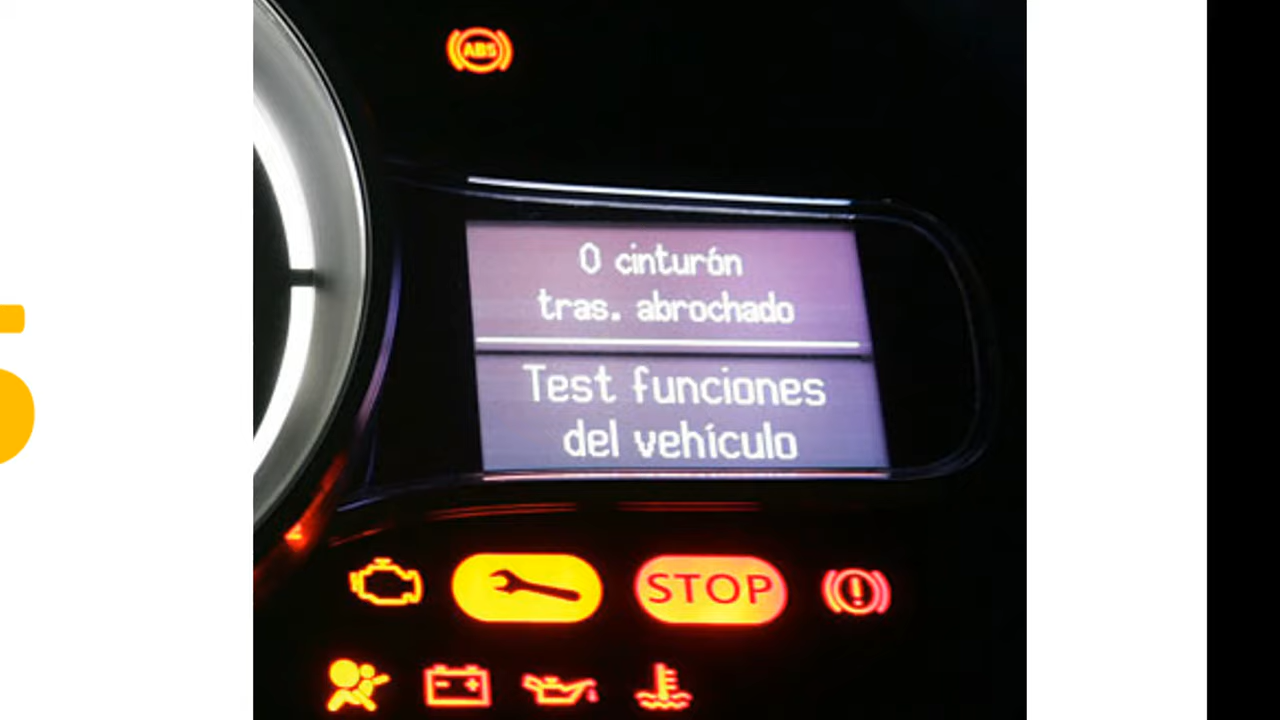 ABS
0 cinturón
tras. abrochado
Test funciones
del vehículo
STOP